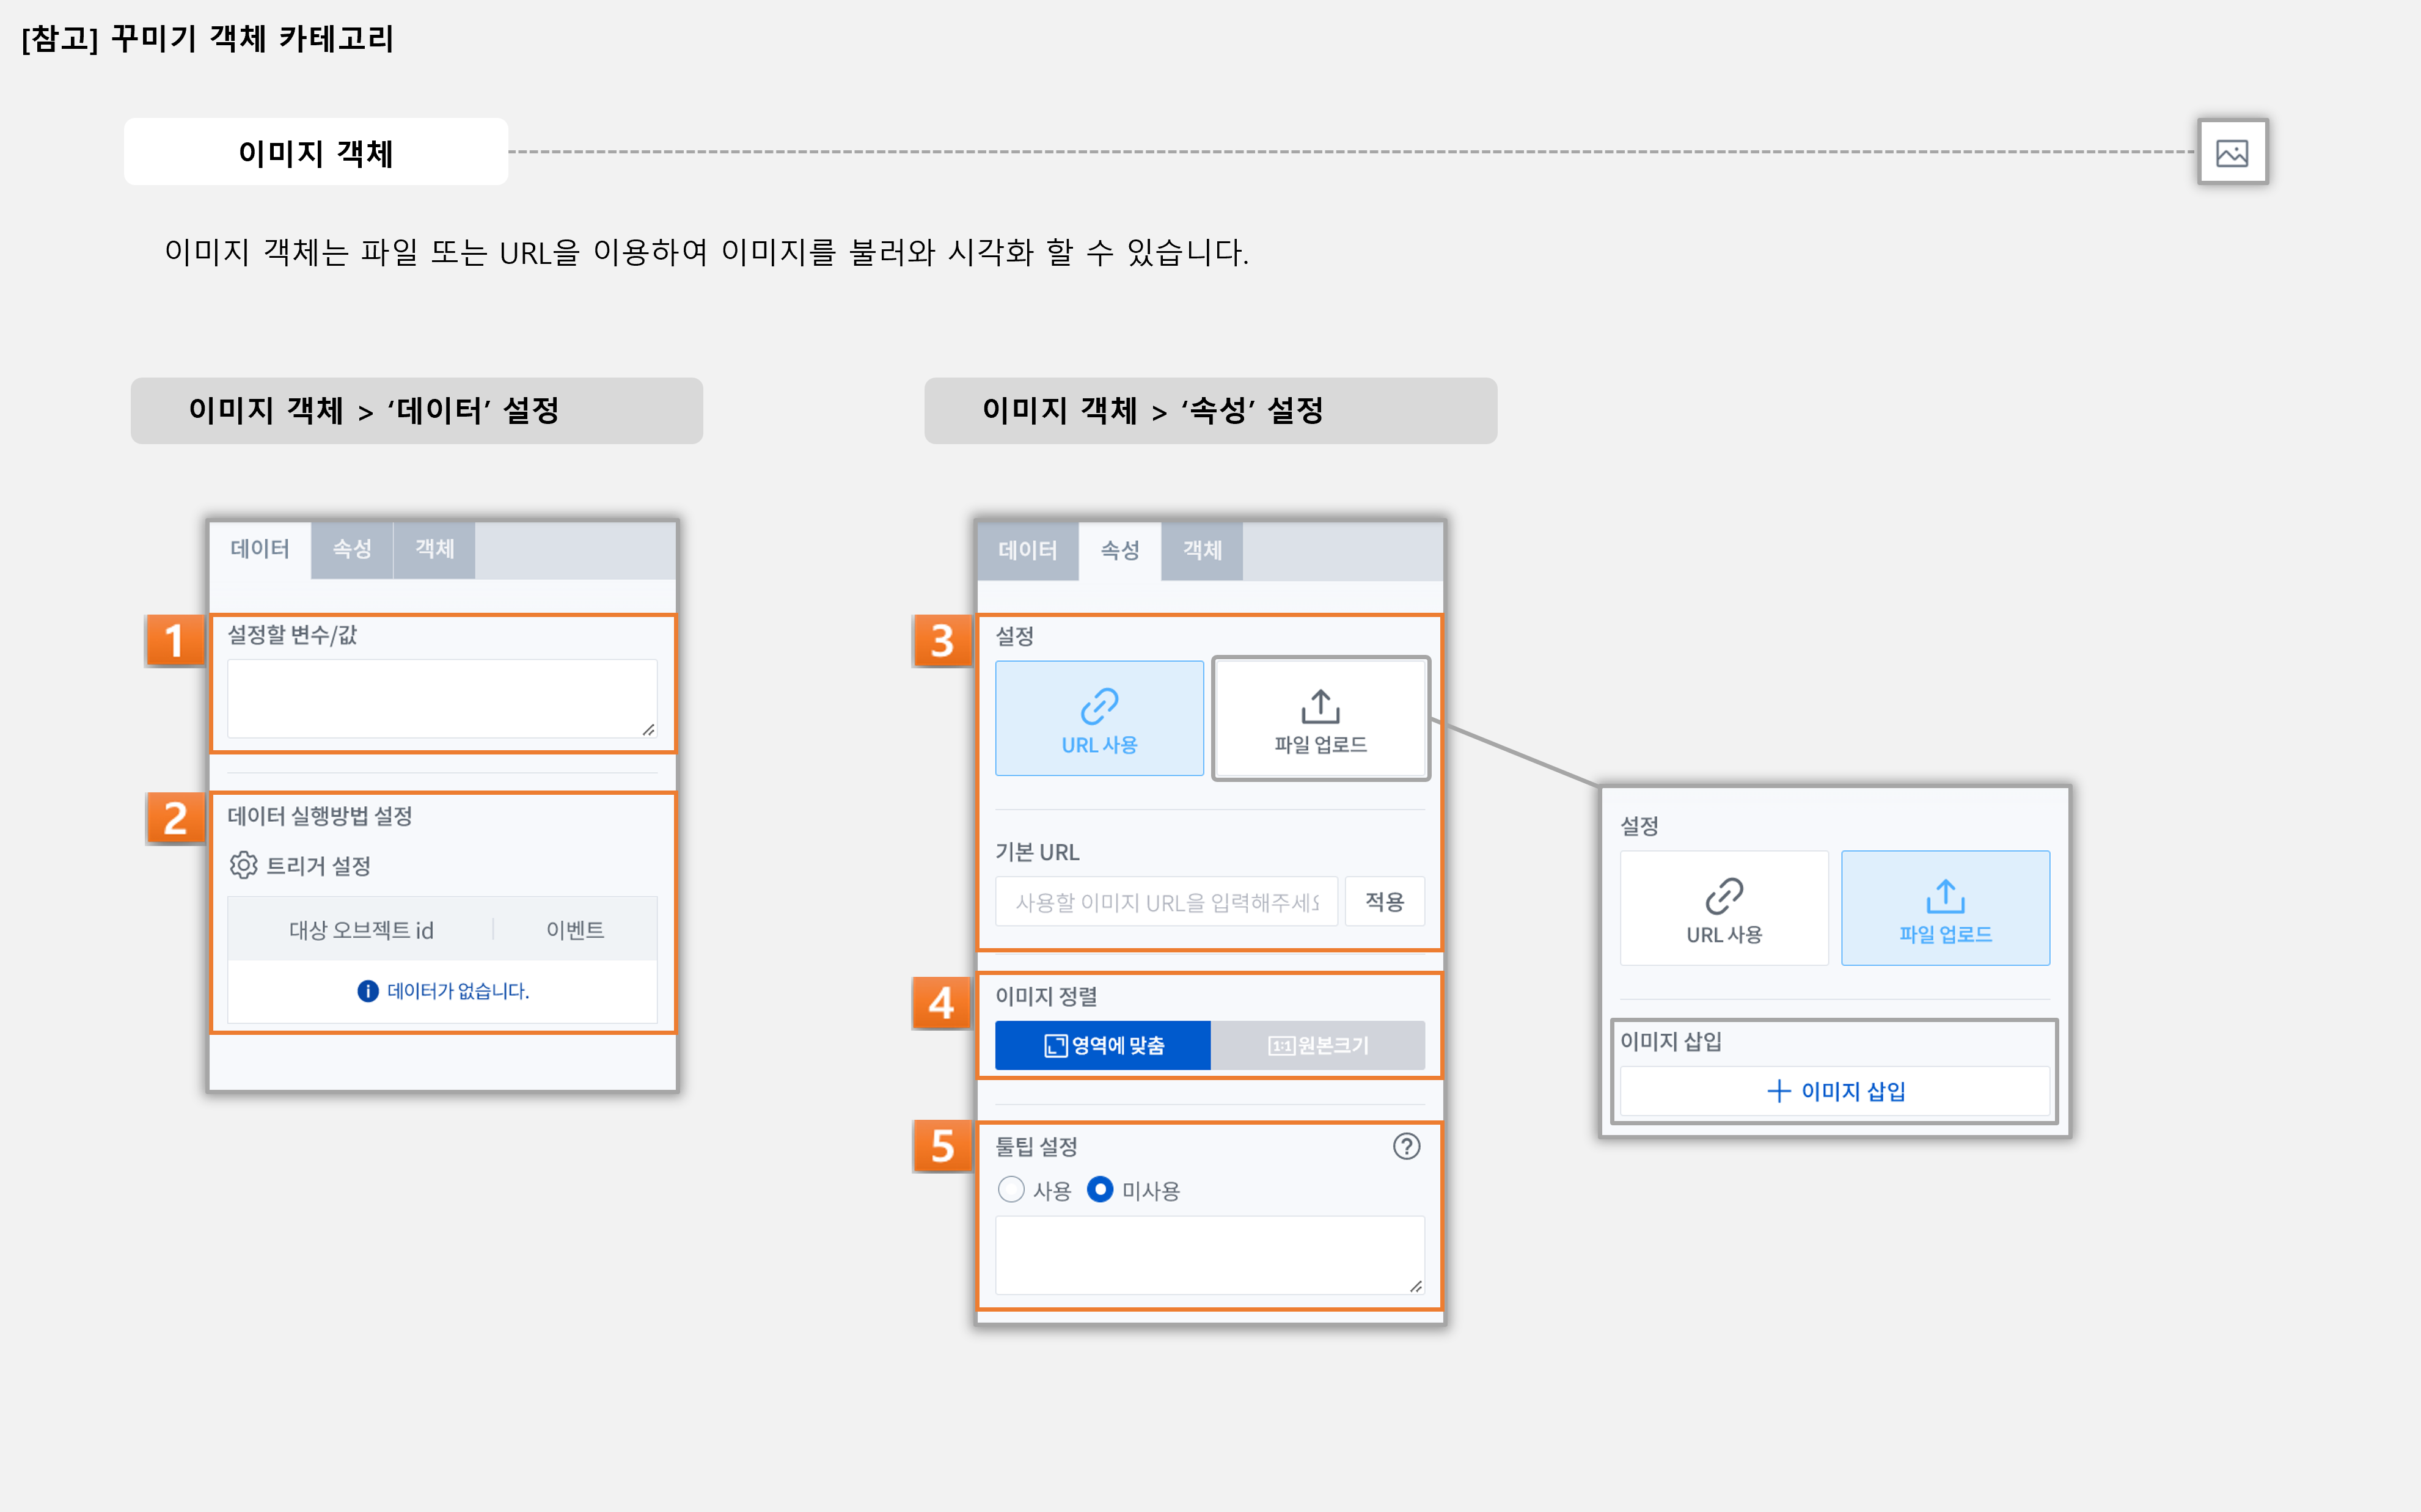 [참고] 꾸미기 객체 카테고리
이미지 객체
이미지 객체는 파일 또는 URL을 이용하여 이미지를 불러와 시각화 할 수 있습니다.
이미지 객체 > ‘데이터’ 설정
데이터 속성 객체
1
설정할 변수/값
2
데이터 실행방법 설정
트리거 설정
대상 오브젝트 id 이벤트
데이터가 없습니다.
이미지 객체 > ‘속성’ 설정
데이터 속성 객체
3
설정
URL 사용 파일 업로드
기본 URL
사용할 이미지 URL을 입력해주세 적용
4
이미지 정렬
영역에 맞춤 1:1 원본크기
5
툴팁 설정 ?
사용 미사용
설정
URL 사용 파일 업로드
이미지 삽입
+ 이미지 삽입